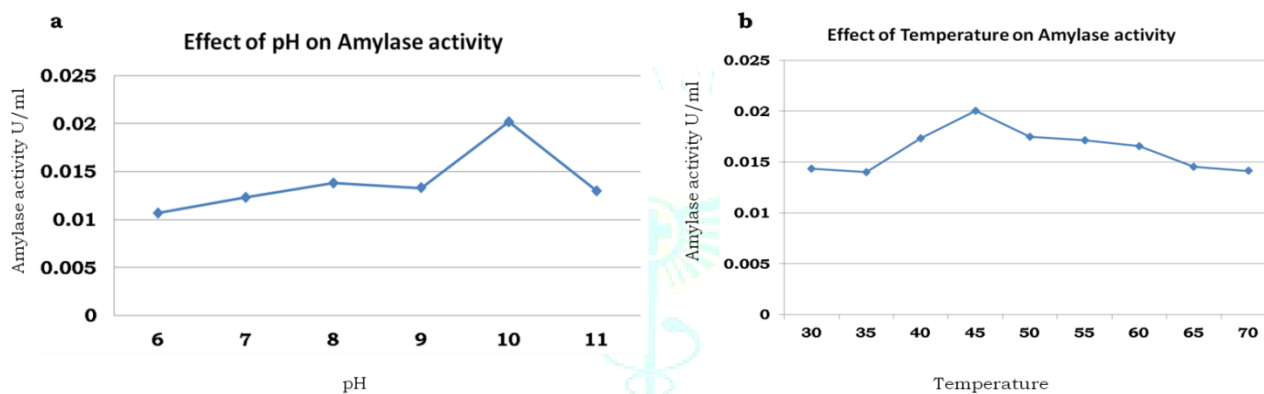 a
Effect of pH on Amylase activity
Amylase activity U/ml
0.025
0.02
0.015
0.01
0.005
0
6 7 8 9 10 11
pH
b
Effect of Temperature on Amylase activity
Amylase activity U/ml
0.025
0.02
0.015
0.01
0.005
0
30 35 40 45 50 55 60 65 70
Temperature